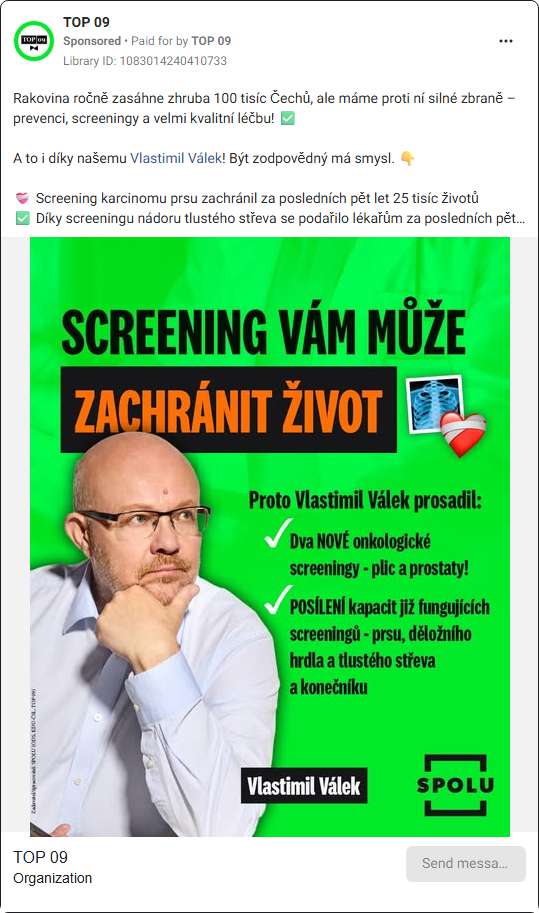 TOP 09
Sponsored • Paid for by TOP 09
Library ID: 1083014240410733
Rakovina ročně zasáhne zhruba 100 tisíc Čechů, ale máme proti ní silné zbraně –
prevenci, screeningy a velmi kvalitní léčbu! ✅
A to i díky našemu Vlastimil Válek! Být zodpovědný má smysl. 👇
❤️‍🩹 Screening karcinomu prsu zachránil za posledních pět let 25 tisíc životů
✅ Díky screeningu nádoru tlustého střeva se podařilo lékařům za posledních pět…
SCREENING VÁM MŮŽE
ZACHRÁNIT ŽIVOT
Proto Vlastimil Válek prosadil:
Dva NOVÉ onkologické
screeningy - plic a prostaty!
POSÍLENÍ kapacit již fungujících
screeningů - prsu, děložního
hrdla a tlustého střeva
a konečníku
Vlastimil Válek
SPOLU
TOP 09
Organization
Send messa...